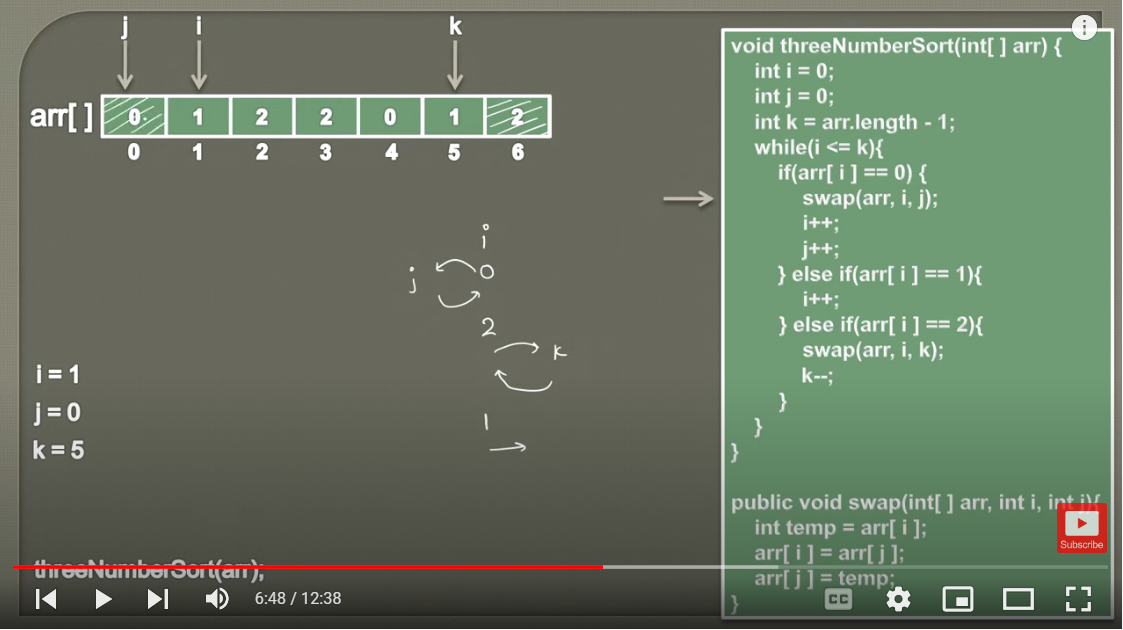 j i k
arr[ ] 0 1 2 2 0 1 2
0 1 2 3 4 5 6
i
j 0
2
k
1
i = 1
j = 0
k = 5
threeNumberSort(arr);
void threeNumberSort(int[ ] arr) {
int i = 0;
int j = 0;
int k = arr.length - 1;
while(i <= k){
if(arr[ i ] == 0) {
swap(arr, i, j);
i++;
j++;
} else if(arr[ i ] == 1){
i++;
} else if(arr[ i ] == 2){
swap(arr, i, k);
k--;
}
}
}
public void swap(int[ ] arr, int i, int j){
int temp = arr[ i ];
arr[ i ] = arr[ j ];
arr[ j ] = temp;
}
Subscribe
6:48 / 12:38
CC